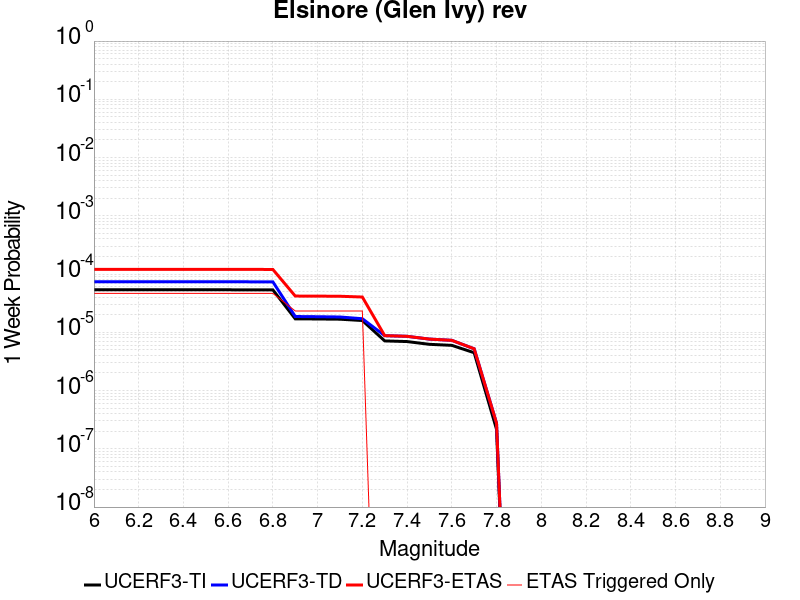 Elsinore (Glen Ivy) rev
10^0
10^-1
10^-2
10^-3
10^-4
10^-5
10^-6
10^-7
10^-8
1 Week Probability
6 6.2 6.4 6.6 6.8 7 7.2 7.4 7.6 7.8 8 8.2 8.4 8.6 8.8 9
Magnitude
UCERF3-TI UCERF3-TD UCERF3-ETAS ETAS Triggered Only